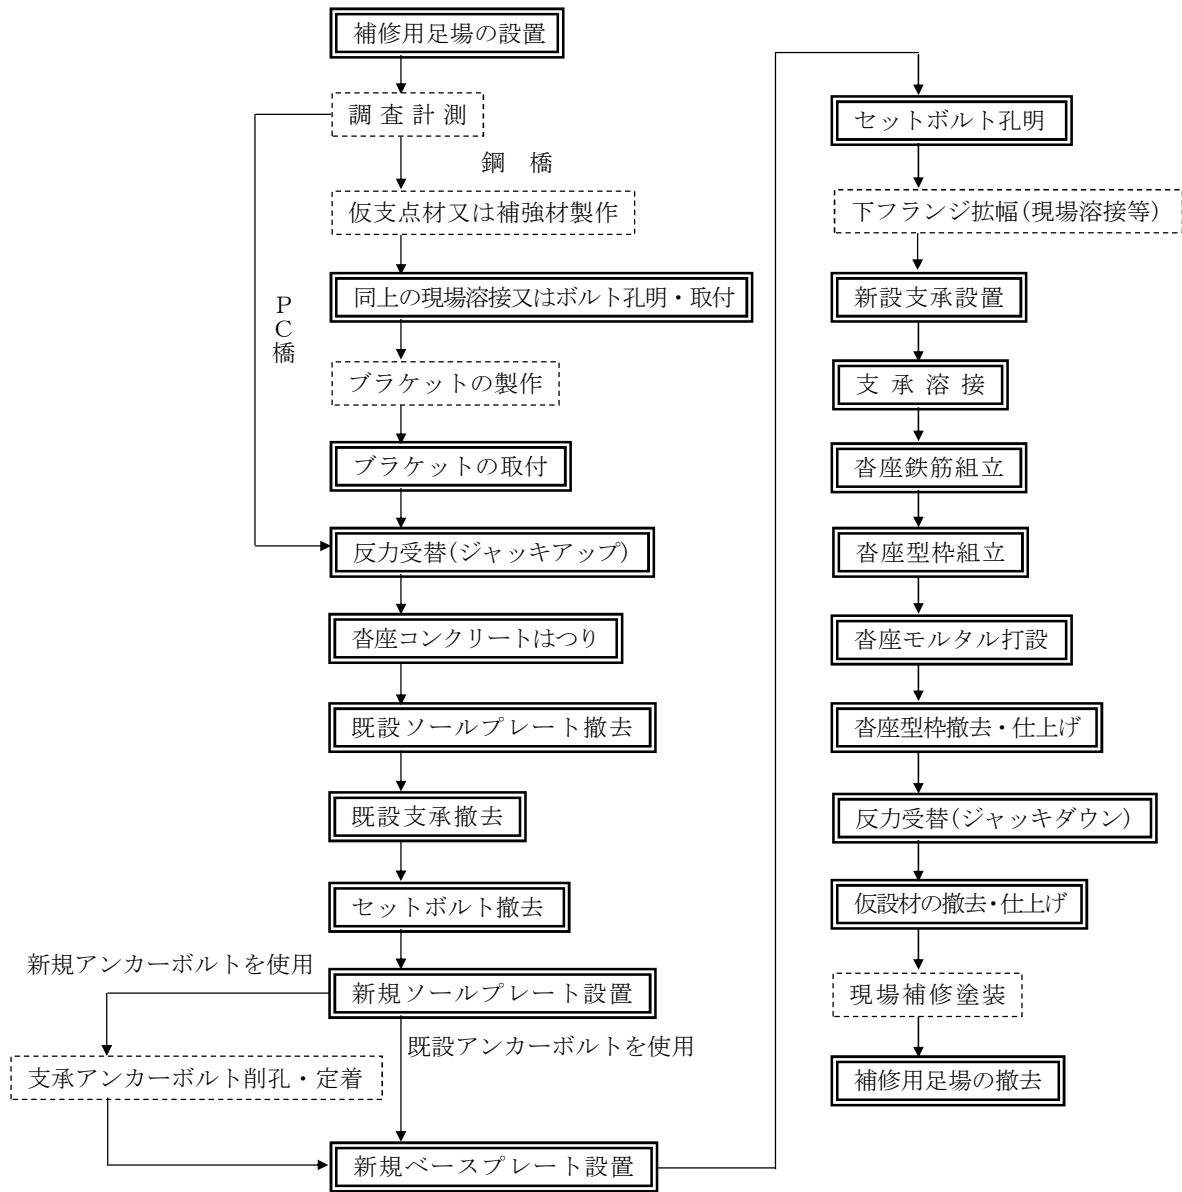 補修用足場の設置
調査計測
鋼　橋
仮支点材又は補強材製作
同上の現場溶接又はボルト孔明・取付
PC橋
ブラケットの製作
ブラケットの取付
反力受替(ジャッキアップ)
沓座コンクリートはつり
既設ソールプレート撤去
既設支承撤去
セットボルト撤去
新規アンカーボルトを使用
新規ソールプレート設置
既設アンカーボルトを使用
支承アンカーボルト削孔・定着
新規ベースプレート設置
セットボルト孔明
下フランジ拡幅(現場溶接等)
新設支承設置
支承溶接
沓座鉄筋組立
沓座型枠組立
沓座モルタル打設
沓座型枠撤去・仕上げ
反力受替(ジャッキダウン)
仮設材の撤去・仕上げ
現場補修塗装
補修用足場の撤去